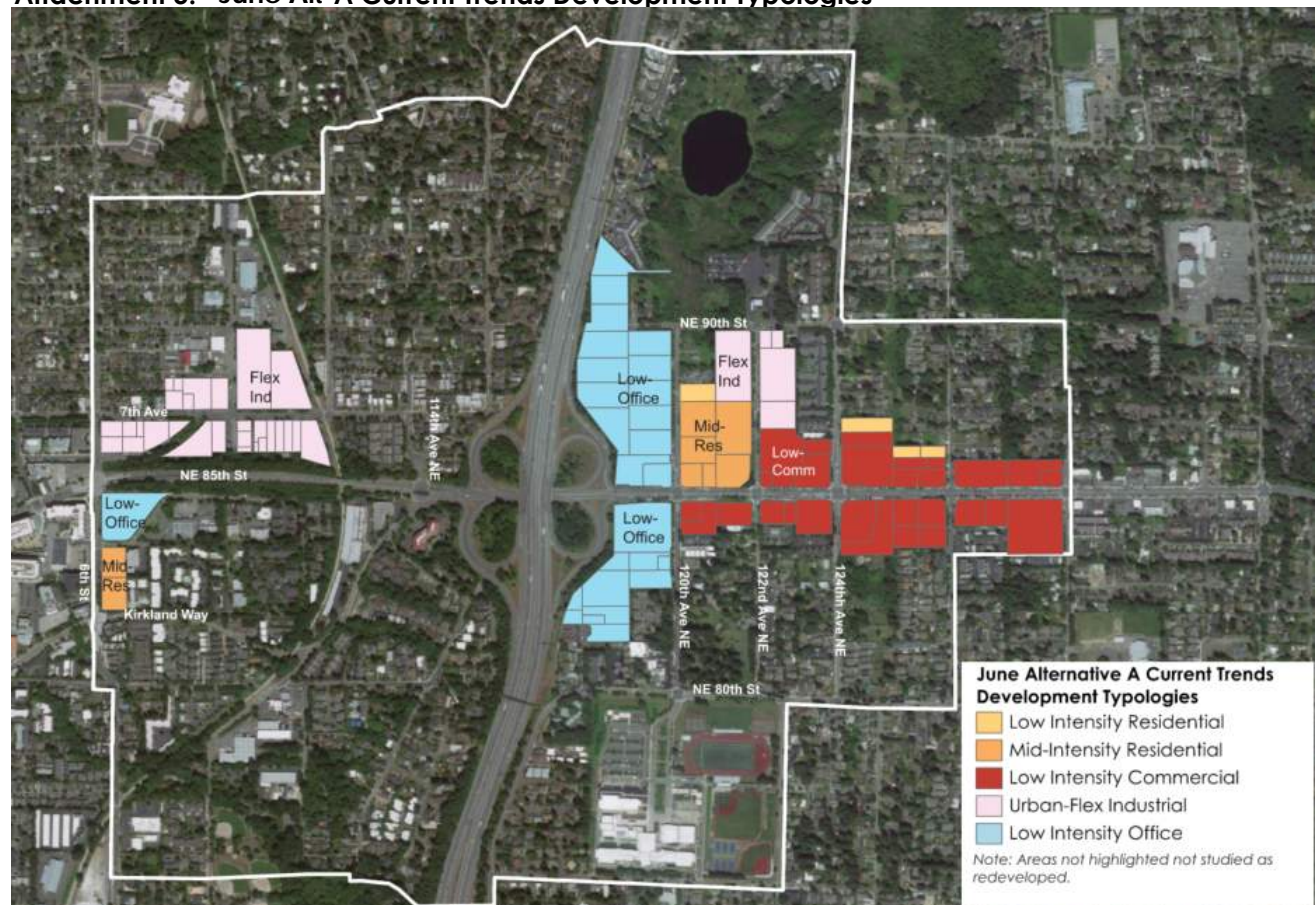 June Alt A Current Trends Development Typologies
NE 90th St
Flex
Ind
Flex
Ind
Low-
Office
7th Ave
114th Ave NE
Mid-
Res
Low-
Comm
NE 85th St
Low-
Office
Low-
Office
6th St
Mid-
Res
Kirkland Way
120th Ave NE
122nd Ave NE
124thh Ave NE
NE 80th St
June Alternative A Current Trends
Development Typologies
Low Intensity Residential
Mid-Intensity Residential
Low Intensity Commercial
Urban-Flex Industrial
Low Intensity Office
Note: Areas not highlighted not studied as
redeveloped.